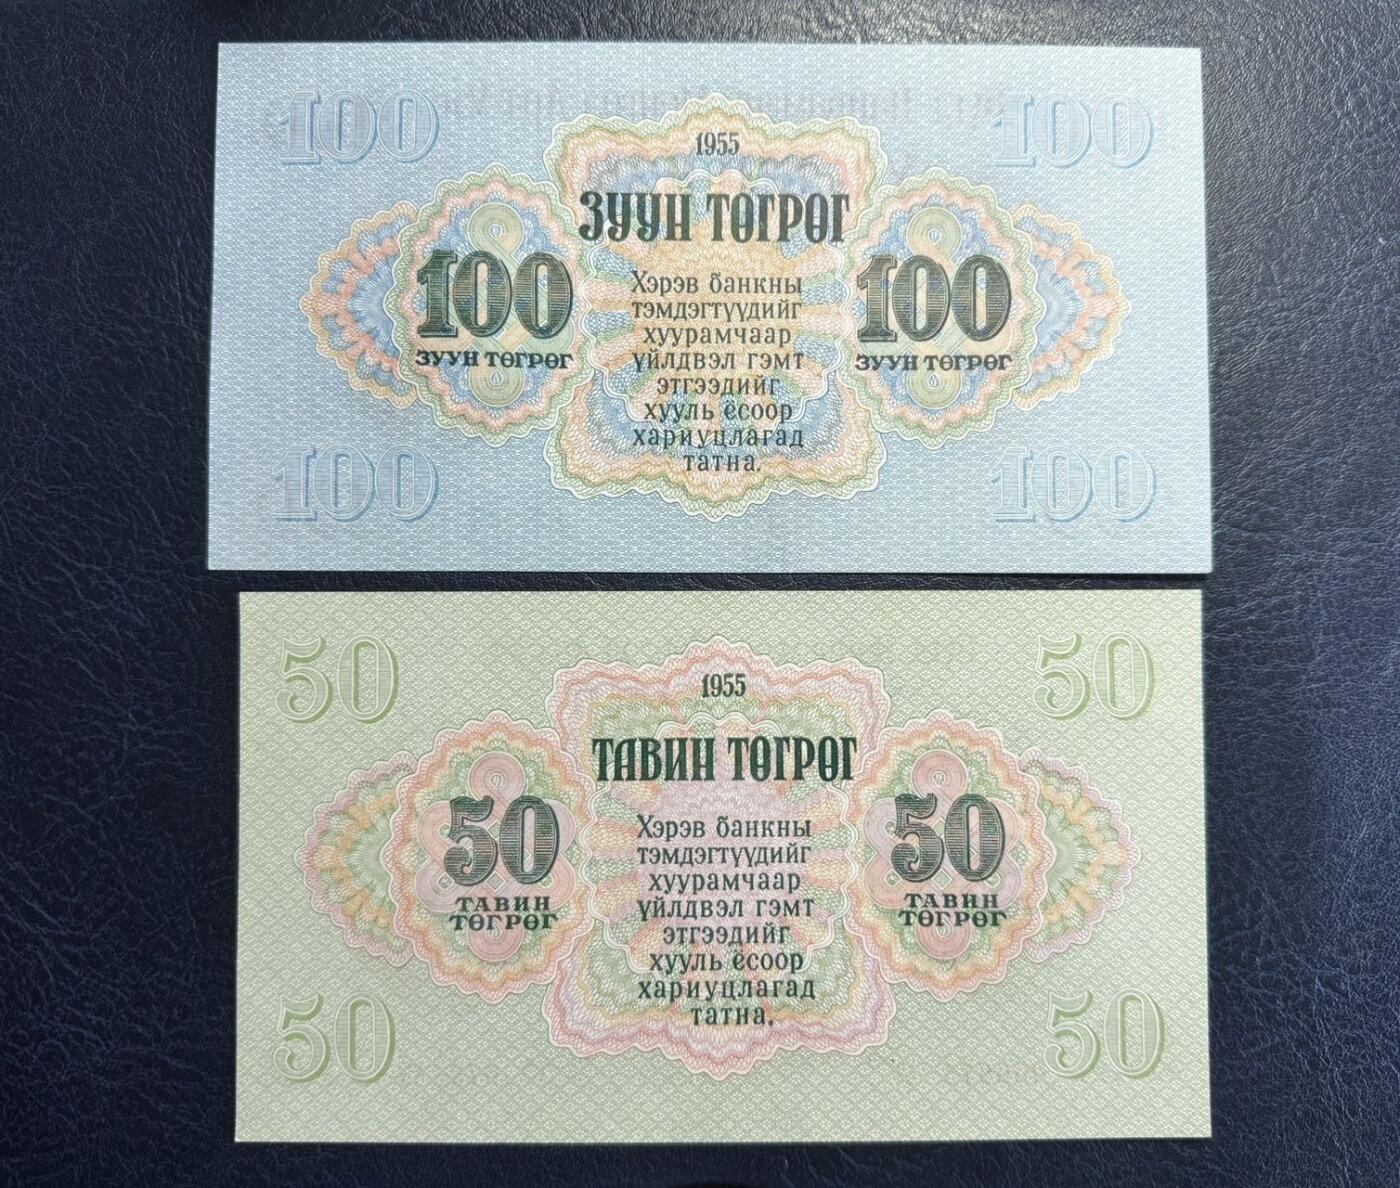 100 100
1955
ЗУУН ТӨГРӨГ
100 100
ЗУУН ТӨГРӨГ ЗУУН ТӨГРӨГ
Хэрэв банкны
тэмдэгтүүдийг
хуурамчаар
үйлдвэл гэмт
этгээдийг
хууль ёсоор
хариуцлагад
татна.
100 100
50 50
1955
ТАВИН ТӨГРӨГ
50 50
ТАВИН ТАВИН
ТӨГРӨГ ТӨГРӨГ
Хэрэв банкны
тэмдэгтүүдийг
хуурамчаар
үйлдвэл гэмт
этгээдийг
хууль ёсоор
хариуцлагад
татна.
50 50